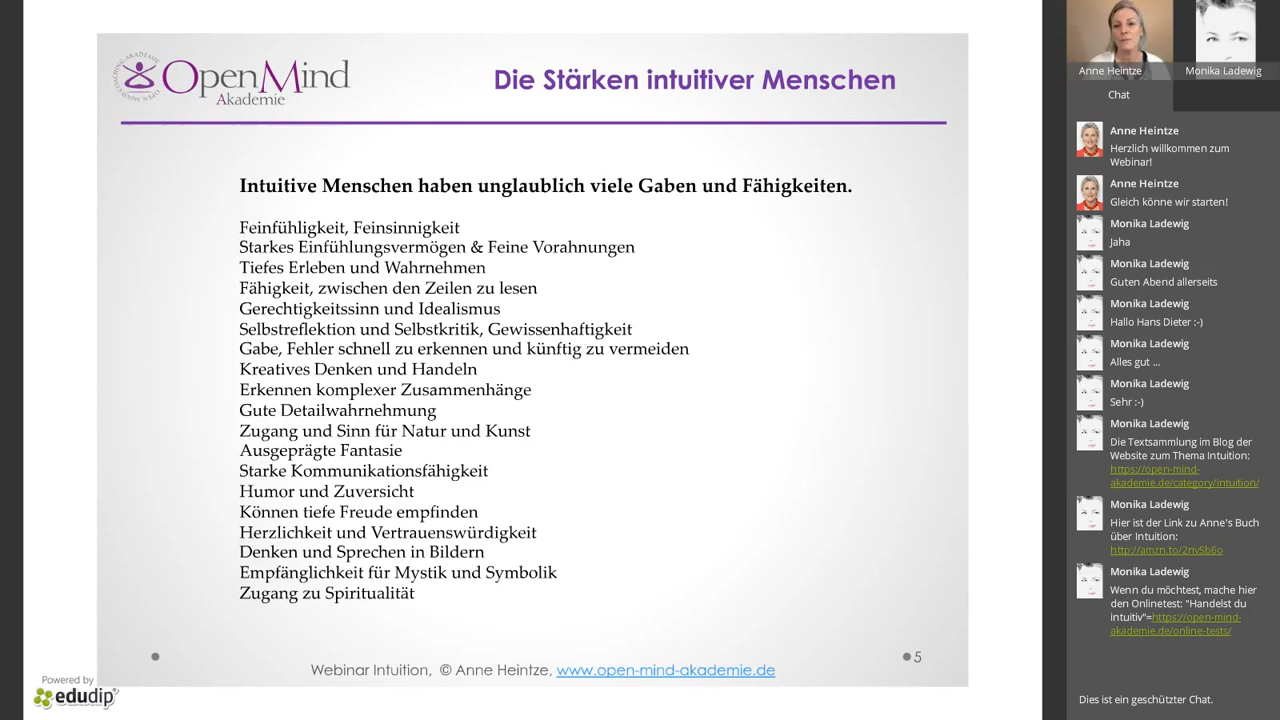 COACHING AKADEMIE OPEN MIND
OpenMind
Akademie
Die Stärken intuitiver Menschen
Intuitive Menschen haben unglaublich viele Gaben und Fähigkeiten.
Feinfühligkeit, Feinsinnigkeit
Starkes Einfühlungsvermögen & Feine Vorahnungen
Tiefes Erleben und Wahrnehmen
Fähigkeit, zwischen den Zeilen zu lesen
Gerechtigkeitssinn und Idealismus
Selbstreflektion und Selbstkritik, Gewissenhaftigkeit
Gabe, Fehler schnell zu erkennen und künftig zu vermeiden
Kreatives Denken und Handeln
Erkennen komplexer Zusammenhänge
Gute Detailwahrnehmung
Zugang und Sinn für Natur und Kunst
Ausgeprägte Fantasie
Starke Kommunikationsfähigkeit
Humor und Zuversicht
Können tiefe Freude empfinden
Herzlichkeit und Vertrauenswürdigkeit
Denken und Sprechen in Bildern
Empfänglichkeit für Mystik und Symbolik
Zugang zu Spiritualität
5
Webinar Intuition, © Anne Heintze, www.open-mind-akademie.de
Powered by
edudip
Anne Heintze
Monika Ladewig
Chat
Anne Heintze
Herzlich willkommen zum
Webinar!
Anne Heintze
Gleich könne wir starten!
Monika Ladewig
Jaha
Monika Ladewig
Guten Abend allerseits
Monika Ladewig
Hallo Hans Dieter :-)
Monika Ladewig
Alles gut ...
Monika Ladewig
Sehr :-)
Monika Ladewig
Die Textsammlung im Blog der
Website zum Thema Intuition:
https://open-mind-
akademie.de/category/intuition/
Monika Ladewig
Hier ist der Link zu Anne's Buch
über Intuition:
http://amzn.to/2nvSb6o
Monika Ladewig
Wenn du möchtest, mache hier
den Onlinetest: "Handelst du
intuitiv"=https://open-mind-
akademie.de/online-tests/
Dies ist ein geschützter Chat.